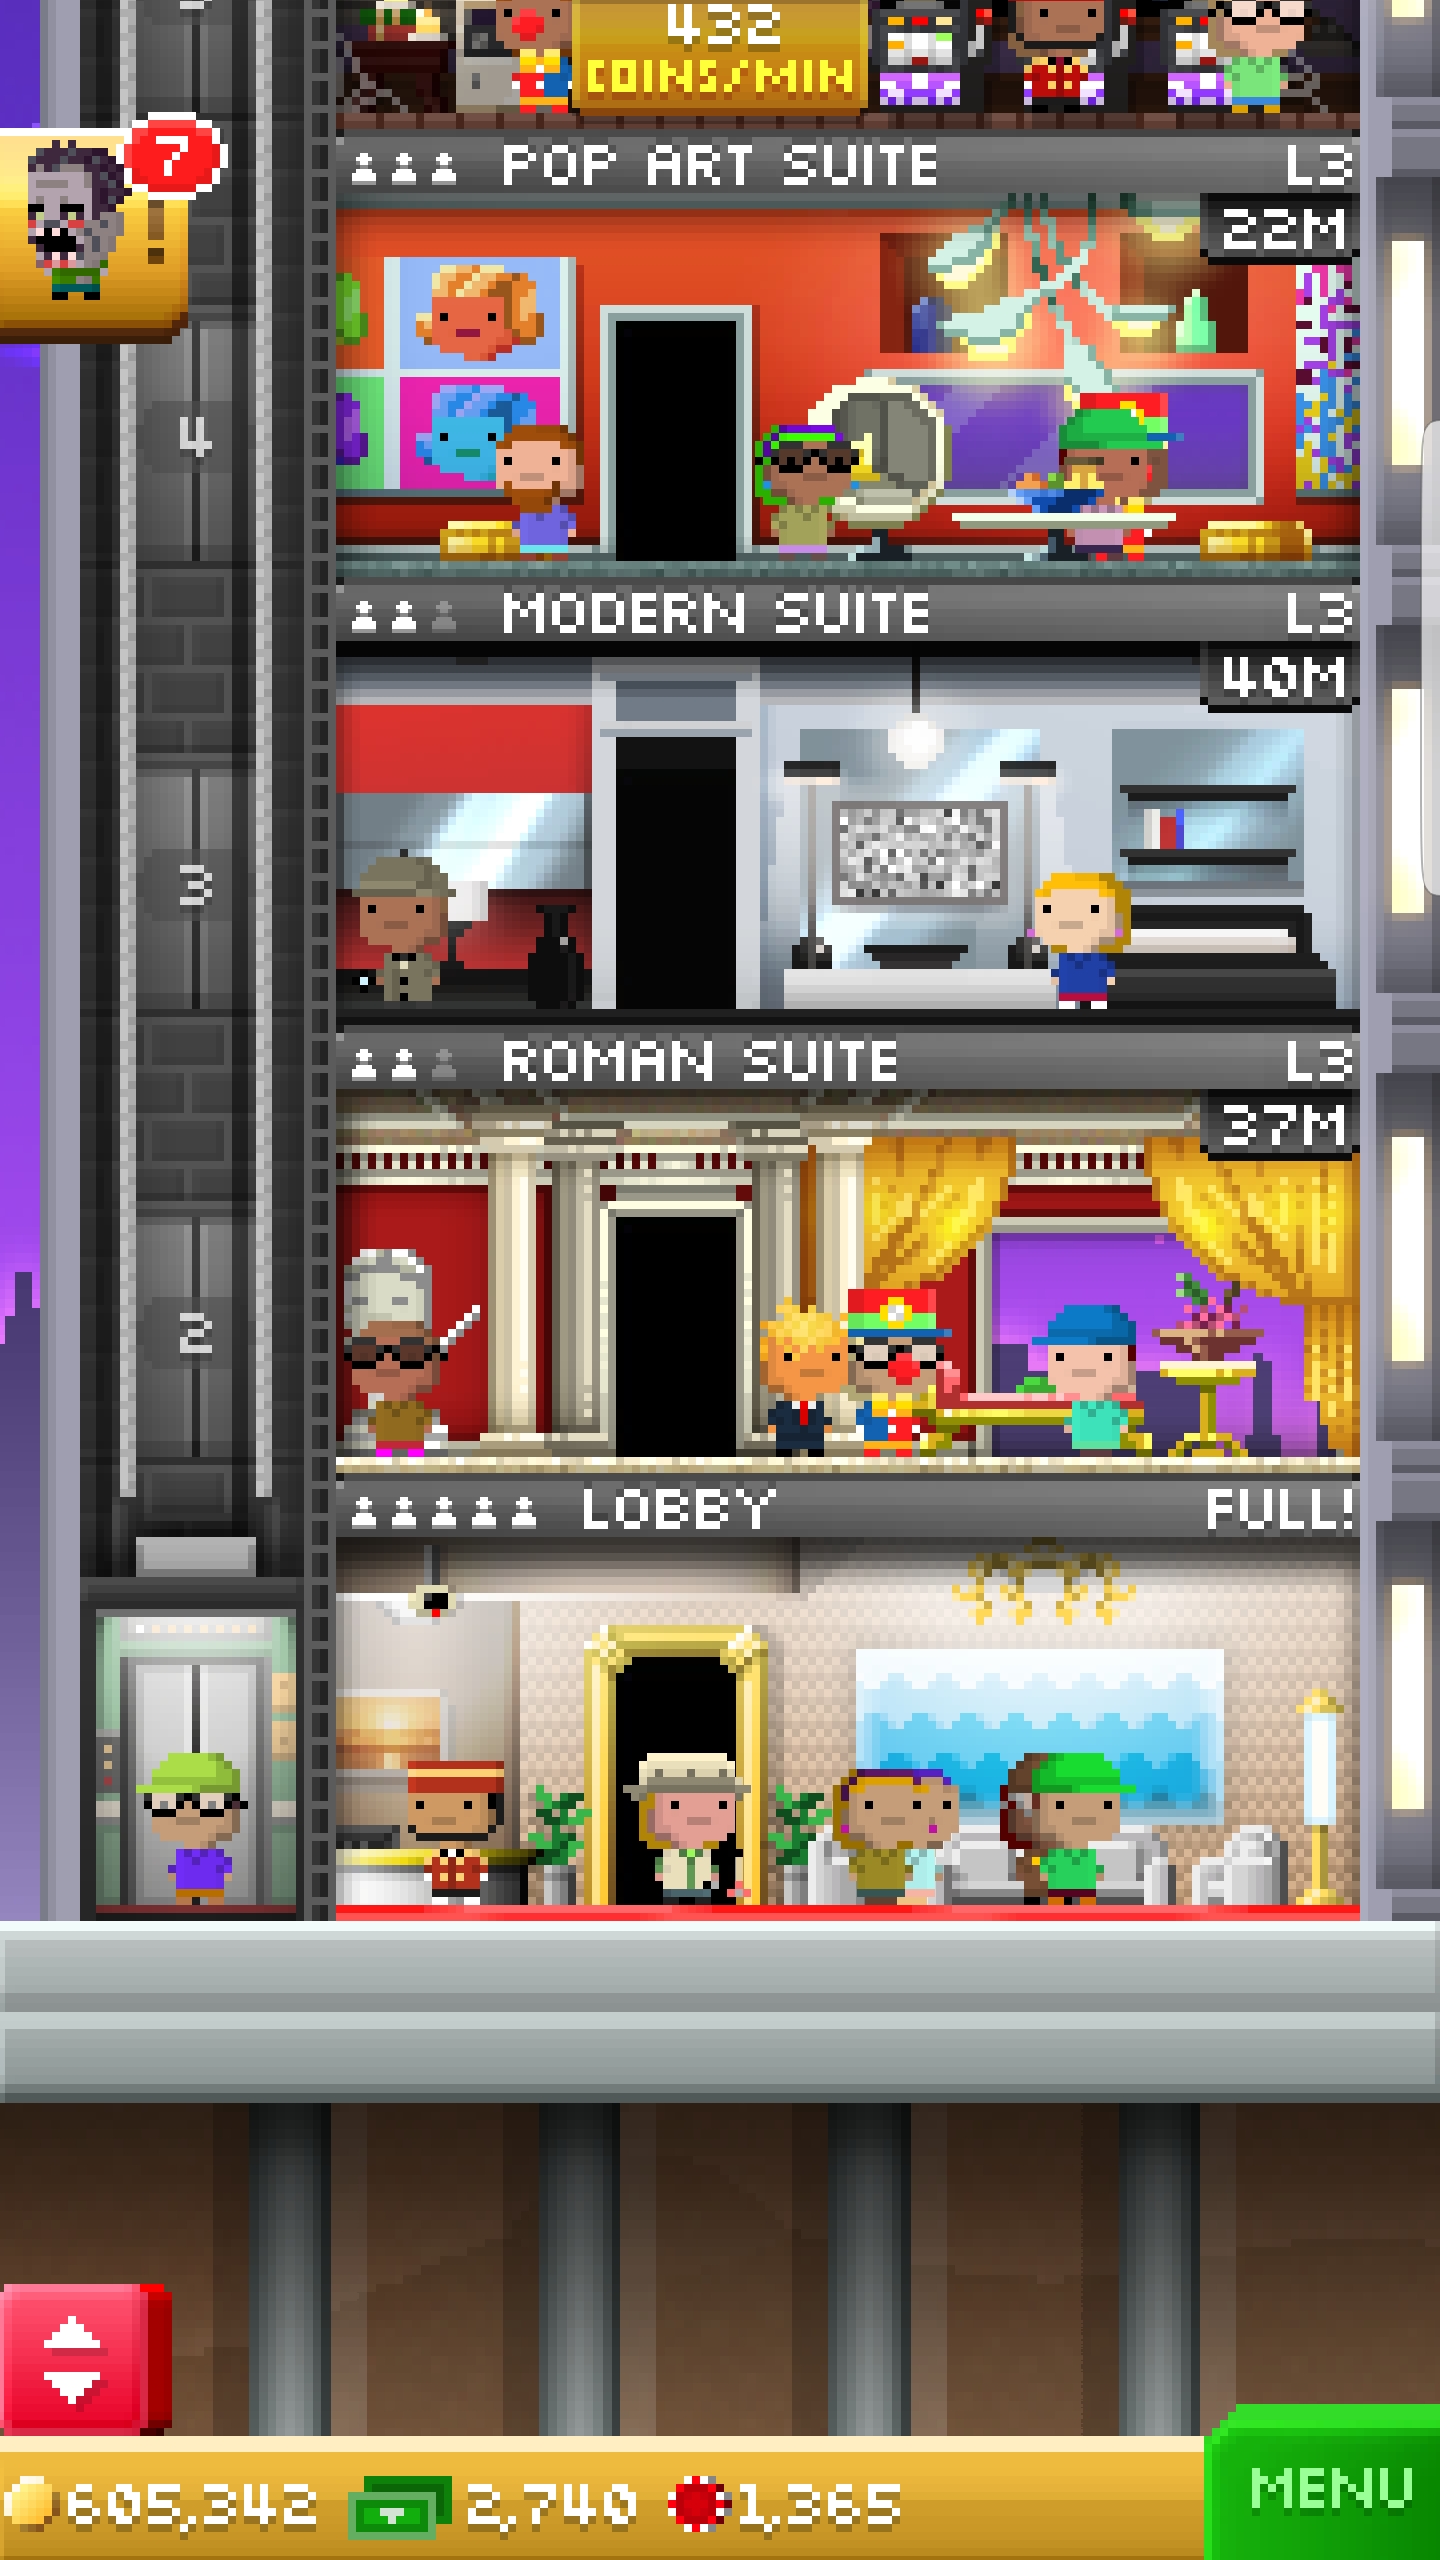 432
COINS/MIN
7
!
POP ART SUITE L3
22M
4
MODERN SUITE L3
40M
3
ROMAN SUITE L3
37M
2
LOBBY FULL!
605,342 2,740 1,365
MENU